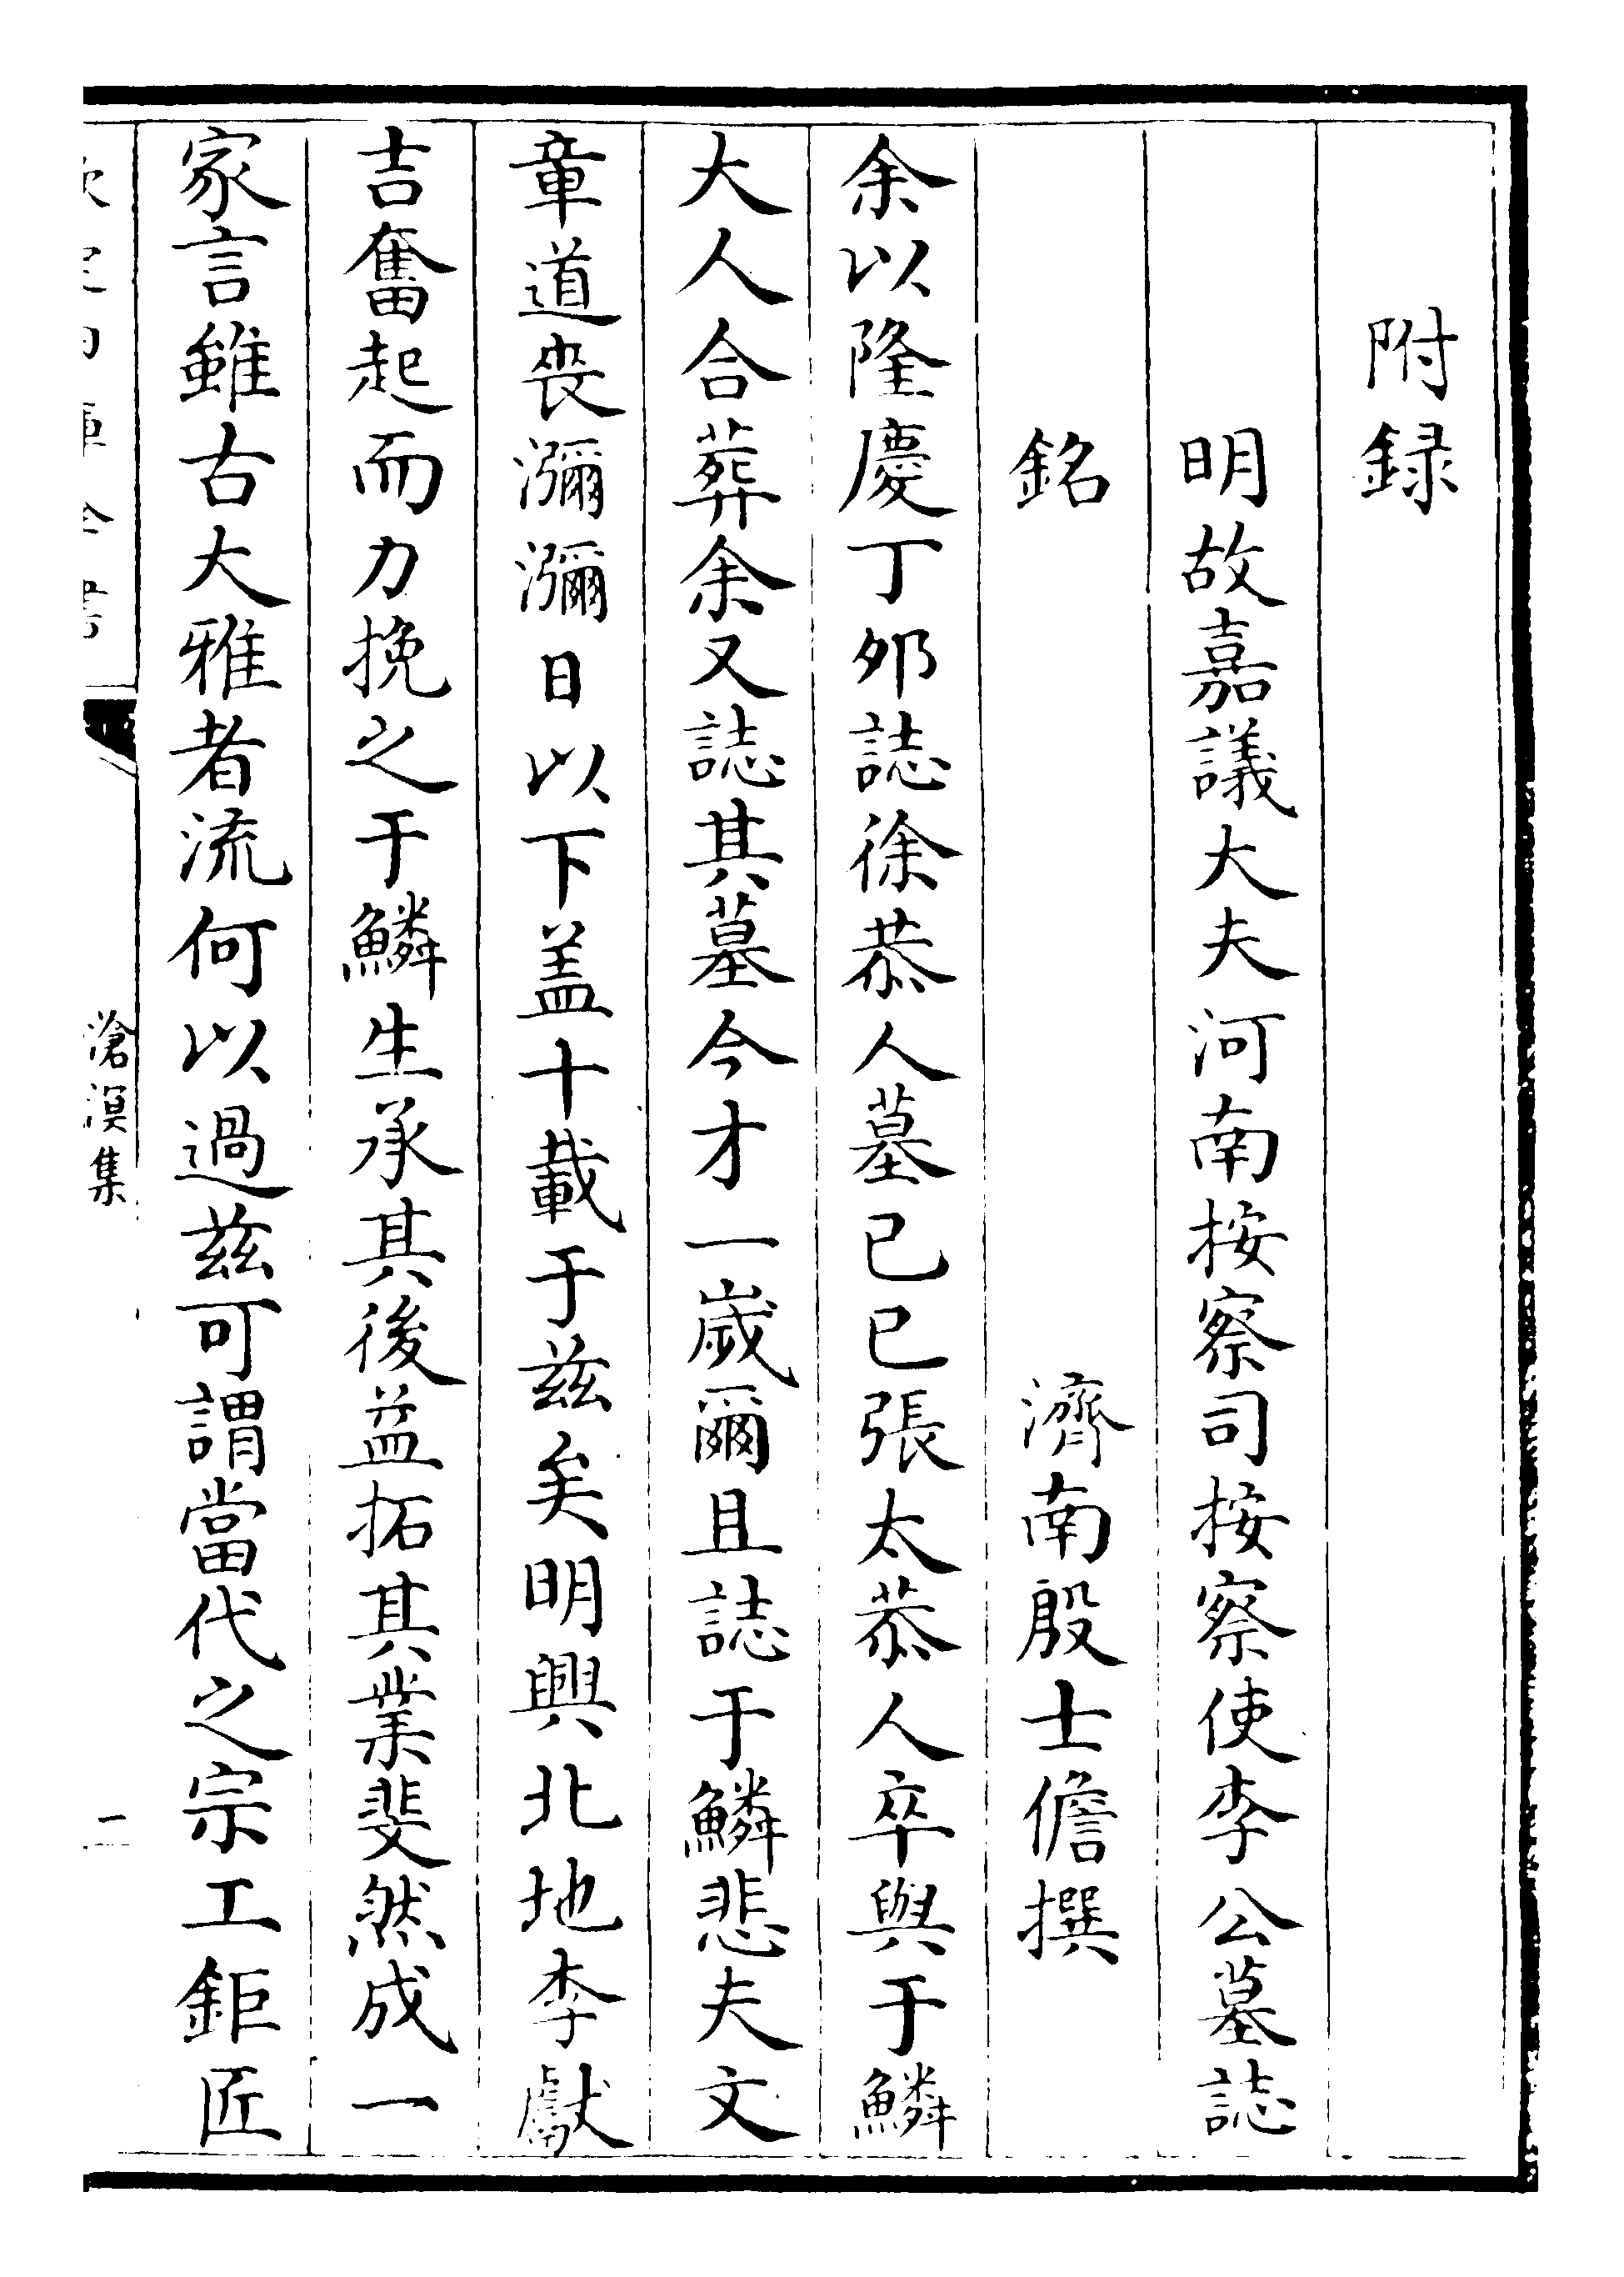 附録
明故嘉議大夫河南按察司按察使李公墓誌
銘　濟南殷士儋撰
余以隆慶丁夘誌徐恭人墓已已張太恭人卒與于鱗
大人合葬余又誌其墓今才一嵗爾且誌于鱗悲夫文
章道喪瀰瀰日以下盖十載于兹矣明興北地李獻
吉奮起而力挽之于鱗生承其後益拓其業斐然成一
家言雖古大雅者流何以過兹可謂當代之宗工鉅匠
欽定四庫全書　滄溟集　一